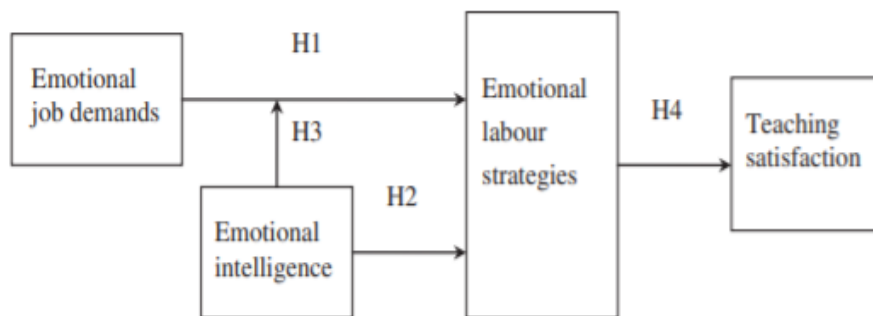 H1
Emotional
job demands
H3
Emotional
intelligence
H2
Emotional
labour
strategies
H4
Teaching
satisfaction